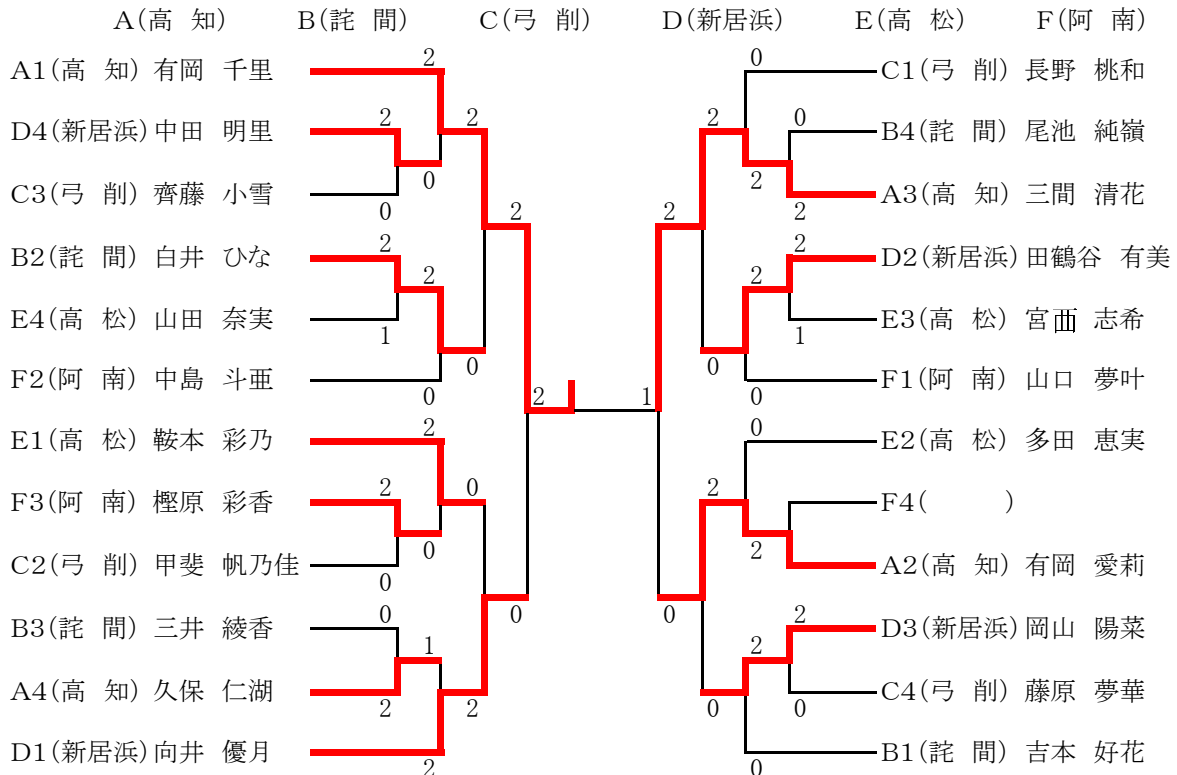 A(高 知) B(詫 間) C(弓 削) D(新居浜) E(高 松) F(阿 南)
A1(高 知) 有岡 千里
D4(新居浜) 中田 明里
C3(弓 削) 齊藤 小雪
B2(詫 間) 白井 ひな
E4(高 松) 山田 奈実
F2(阿 南) 中島 斗亜
E1(高 松) 鞍本 彩乃
F3(阿 南) 樫原 彩香
C2(弓 削) 甲斐 帆乃佳
B3(詫 間) 三井 綾香
A4(高 知) 久保 仁湖
D1(新居浜) 向井 優月
2
2
2
0
0
2
2
2
1
0
0
2
2
2
0
0
0
0
0
1
2
2
2
2
1
0
2
0
2
2
2
2
2
1
0
0
0
2
2
2
2
0
0
0
0
C1(弓 削) 長野 桃和
B4(詫 間) 尾池 純嶺
A3(高 知) 三間 清花
D2(新居浜) 田鶴谷 有美
E3(高 松) 宮西 志希
F1(阿 南) 山口 夢叶
E2(高 松) 多田 恵実
F4( )
A2(高 知) 有岡 愛莉
D3(新居浜) 岡山 陽菜
C4(弓 削) 藤原 夢華
B1(詫 間) 吉本 好花